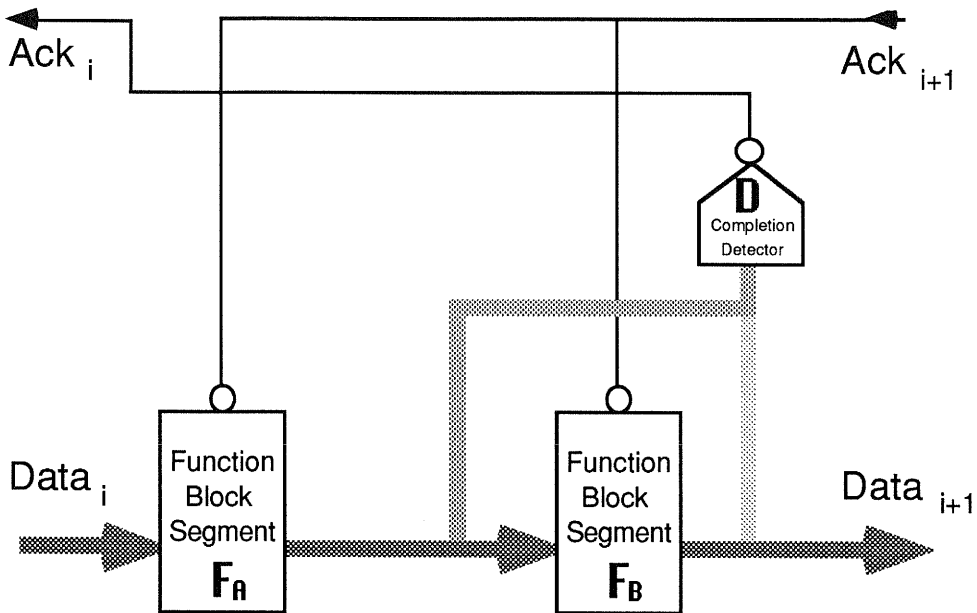 Ack i
Ack i+1
D
Completion
Detector
Data i
Function
Block
Segment
FA
Function
Block
Segment
FB
Data i+1